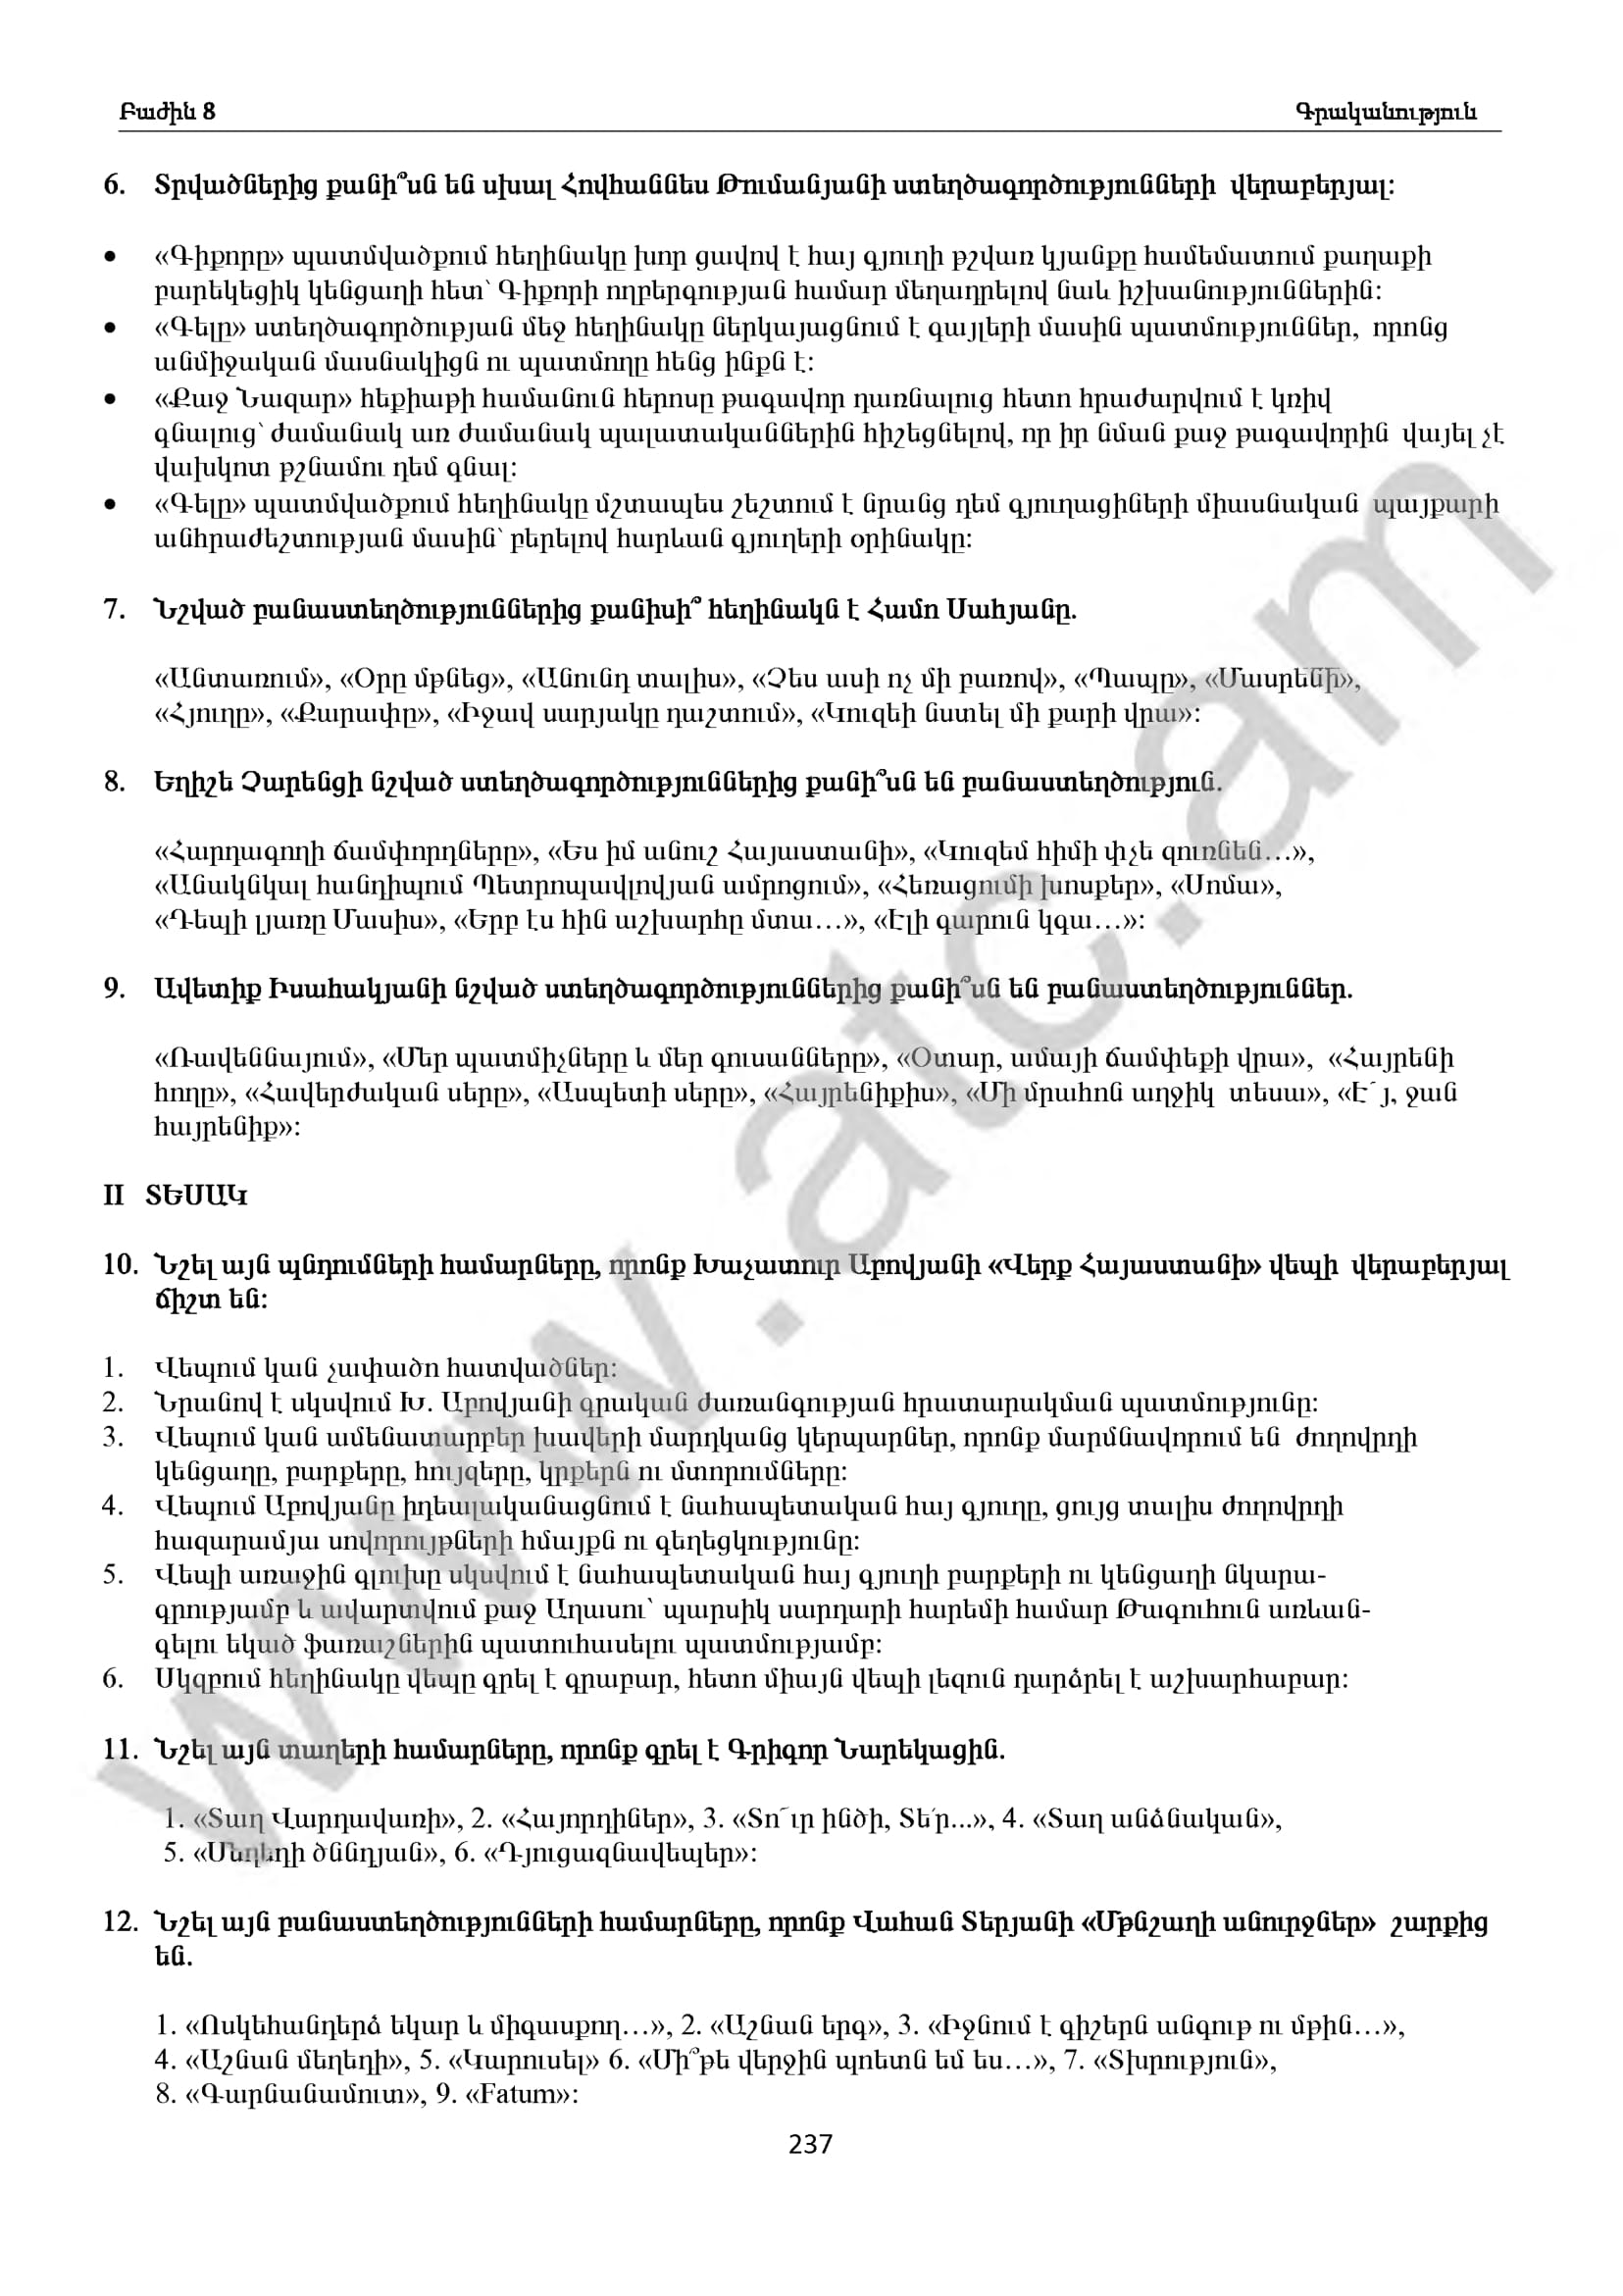 Բաժին 8 Գրականություն
6. Տրվածներից քանի՞սն են սխալ Հովհաննես Թումանյանի ստեղծագործությունների վերաբերյալ:
• «Գիքորը» պատմվածքում հեղինակը խոր ցավով է հայ գյուղի թշվառ կյանքը համեմատում քաղաքի
բարեկեցիկ կենցաղի հետ՝ Գիքորի ողբերգության համար մեղադրելով նաև իշխանություններին:
• «Գելը» ստեղծագործության մեջ հեղինակը ներկայացնում է գայլերի մասին պատմություններ, որոնց
անմիջական մասնակիցն ու պատմողը հենց ինքն է:
• «Քաջ Նազար» հեքիաթի համանուն հերոսը թագավոր դառնալուց հետո հրաժարվում է կռիվ
գնալուց՝ ժամանակ առ ժամանակ պալատականներին հիշեցնելով, որ իր նման քաջ թագավորին վայել չէ
վախկոտ թշնամու դեմ գնալ:
• «Գելը» պատմվածքում հեղինակը մշտապես շեշտում է նրանց դեմ գյուղացիների միասնական պայքարի
անհրաժեշտության մասին՝ բերելով հարևան գյուղերի օրինակը:
7. Նշված բանաստեղծություններից քանիսի՞ հեղինակն է Համո Սահյանը.
«Անտառում», «Օրը մթնեց», «Անունդ տալիս», «Չես ասի ոչ մի բառով», «Պապը», «Մասրենի»,
«Հյուղը», «Քարափը», «Իջավ սարյակը դաշտում», «Կուզեի նստել մի քարի վրա»:
8. Եղիշե Չարենցի նշված ստեղծագործություններից քանի՞սն են բանաստեղծություն.
«Հարդագողի ճամփորդները», «Ես իմ անուշ Հայաստանի», «Կուզեմ հիմի փչե զուռնեն…»,
«Անակնկալ հանդիպում Պետրոպավլովյան ամրոցում», «Հեռացումի խոսքեր», «Սոմա»,
«Դեպի լյառը Մասիս», «Երբ էս հին աշխարհը մտա…», «Էլի գարուն կգա…»:
9. Ավետիք Իսահակյանի նշված ստեղծագործություններից քանի՞սն են բանաստեղծություններ.
«Ռավեննայում», «Մեր պատմիչները և մեր գուսանները», «Օտար, ամայի ճամփեքի վրա», «Հայրենի
հողը», «Հավերժական սերը», «Ասպետի սերը», «Հայրենիքիս», «Մի մրահոն աղջիկ տեսա», «Է՜յ, ջան
հայրենիք»:
II ՏԵՍԱԿ
10. Նշել այն պնդումների համարները, որոնք Խաչատուր Աբովյանի «Վերք Հայաստանի» վեպի վերաբերյալ
ճիշտ են:
1. Վեպում կան չափածո հատվածներ:
2. Նրանով է սկսվում Խ. Աբովյանի գրական ժառանգության հրատարակման պատմությունը:
3. Վեպում կան ամենատարբեր խավերի մարդկանց կերպարներ, որոնք մարմնավորում են ժողովրդի
կենցաղը, բարքերը, հույզերը, կրքերն ու մտորումները:
4. Վեպում Աբովյանը իդեալականացնում է նահապետական հայ գյուղը, ցույց տալիս ժողովրդի
հազարամյա սովորույթների հմայքն ու գեղեցկությունը:
5. Վեպի առաջին գլուխը սկսվում է նահապետական հայ գյուղի բարքերի ու կենցաղի նկարա-
գրությամբ և ավարտվում քաջ Աղասու՝ պարսիկ սարդարի հարեմի համար Թագուհուն առևան-
գելու եկած ֆառաշներին պատուհասելու պատմությամբ:
6. Սկզբում հեղինակը վեպը գրել է գրաբար, հետո միայն վեպի լեզուն դարձրել է աշխարհաբար:
11. Նշել այն տաղերի համարները, որոնք գրել է Գրիգոր Նարեկացին.
1. «Տաղ Վարդավառի», 2. «Հայորդիներ», 3. «Տո՜ւր ինծի, Տե՛ր...», 4. «Տաղ անձնական»,
5. «Մեղեդի ծննդյան», 6. «Դյուցազնավեպեր»:
12. Նշել այն բանաստեղծությունների համարները, որոնք Վահան Տերյանի «Մթնշաղի անուրջներ» շարքից
են.
1. «Ոսկեհանդերձ եկար և միգասքող…», 2. «Աշնան երգ», 3. «Իջնում է գիշերն անգութ ու մթին…»,
4. «Աշնան մեղեդի», 5. «Կարուսել» 6. «Մի՞թե վերջին պոետն եմ ես…», 7. «Տխրություն»,
8. «Գարնանամուտ», 9. «Fatum»:
237
www.atc.am